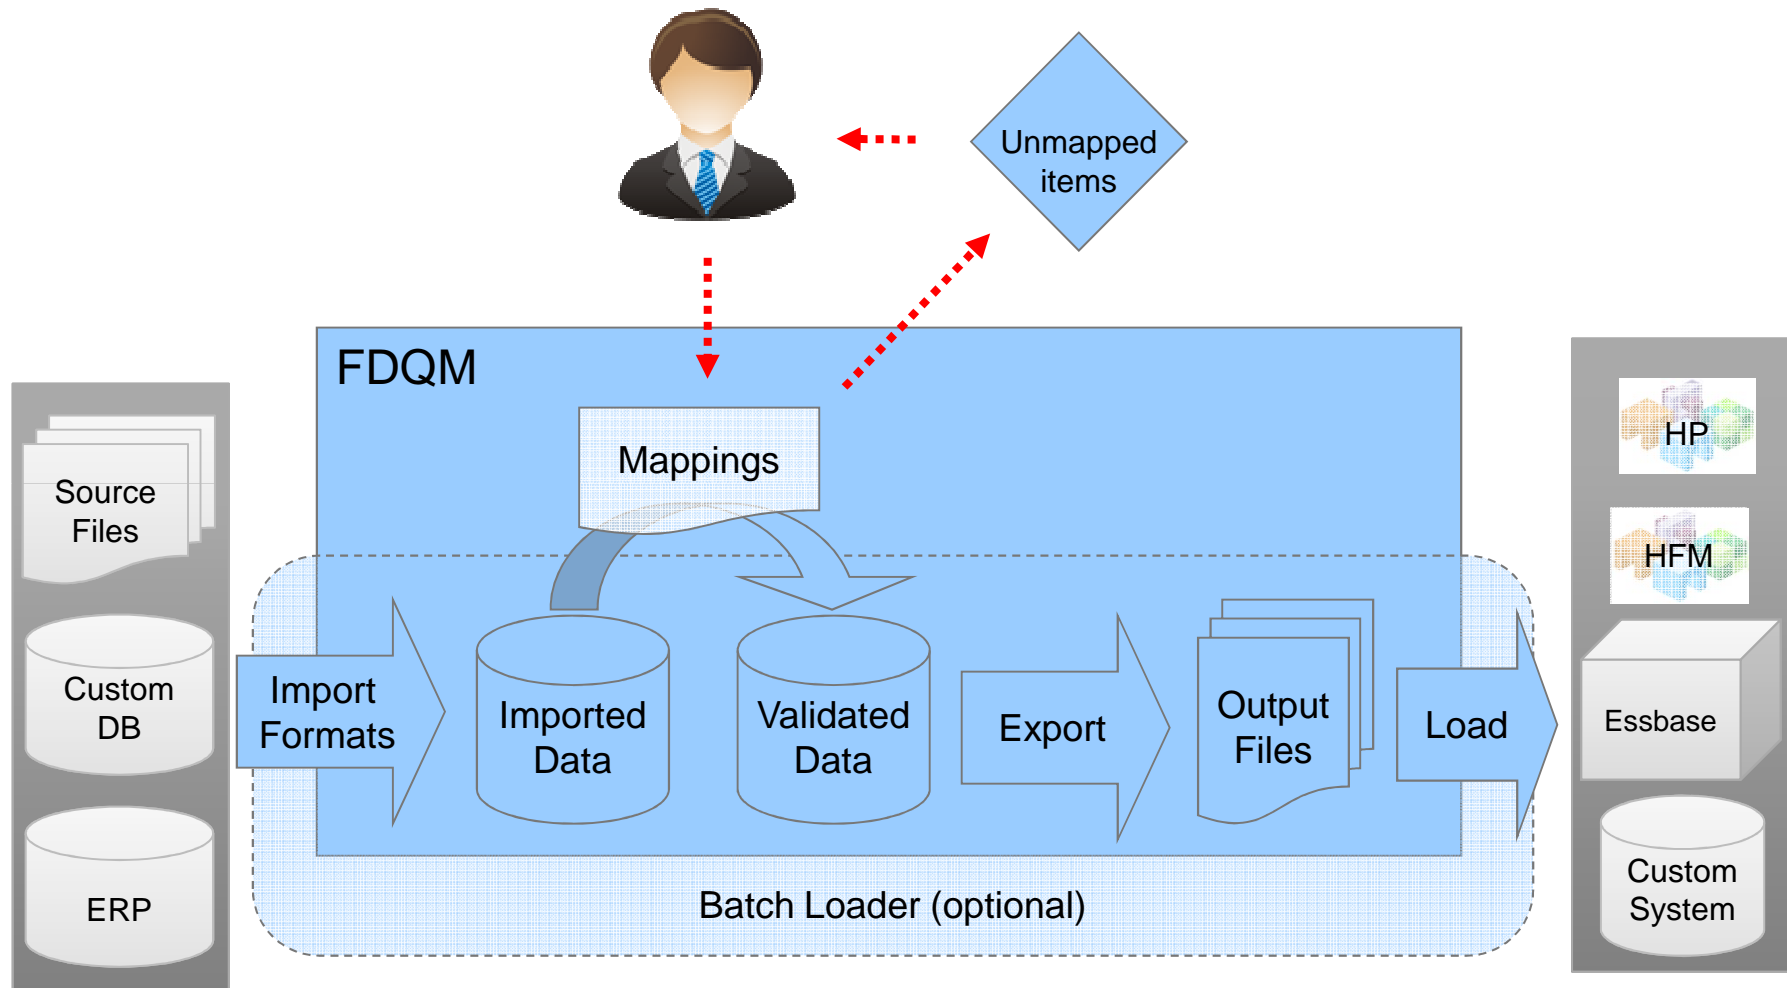 Unmapped
items
FDQM
Mappings
Source
Files
Custom
DB
ERP
Import
Formats
Imported
Data
Validated
Data
Export
Output
Files
Load
Batch Loader (optional)
HP
HFM
Essbase
Custom
System